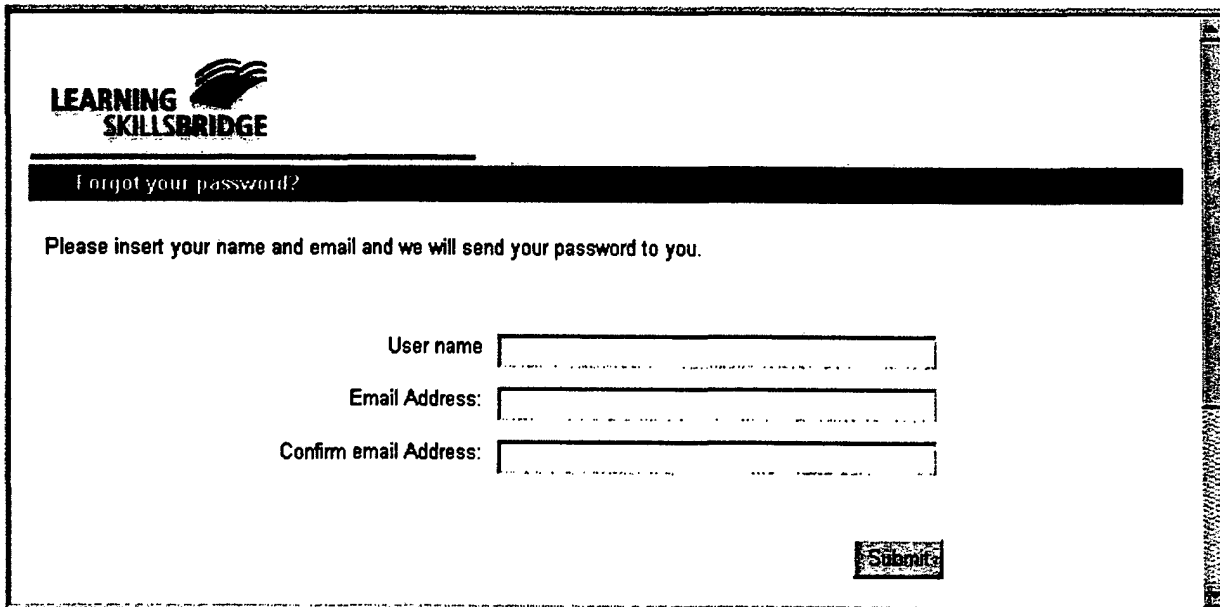 LEARNING
SKILLSBRIDGE
Forgot your password?
Please insert your name and email and we will send your password to you.
User name
Email Address:
Confirm email Address:
Submit